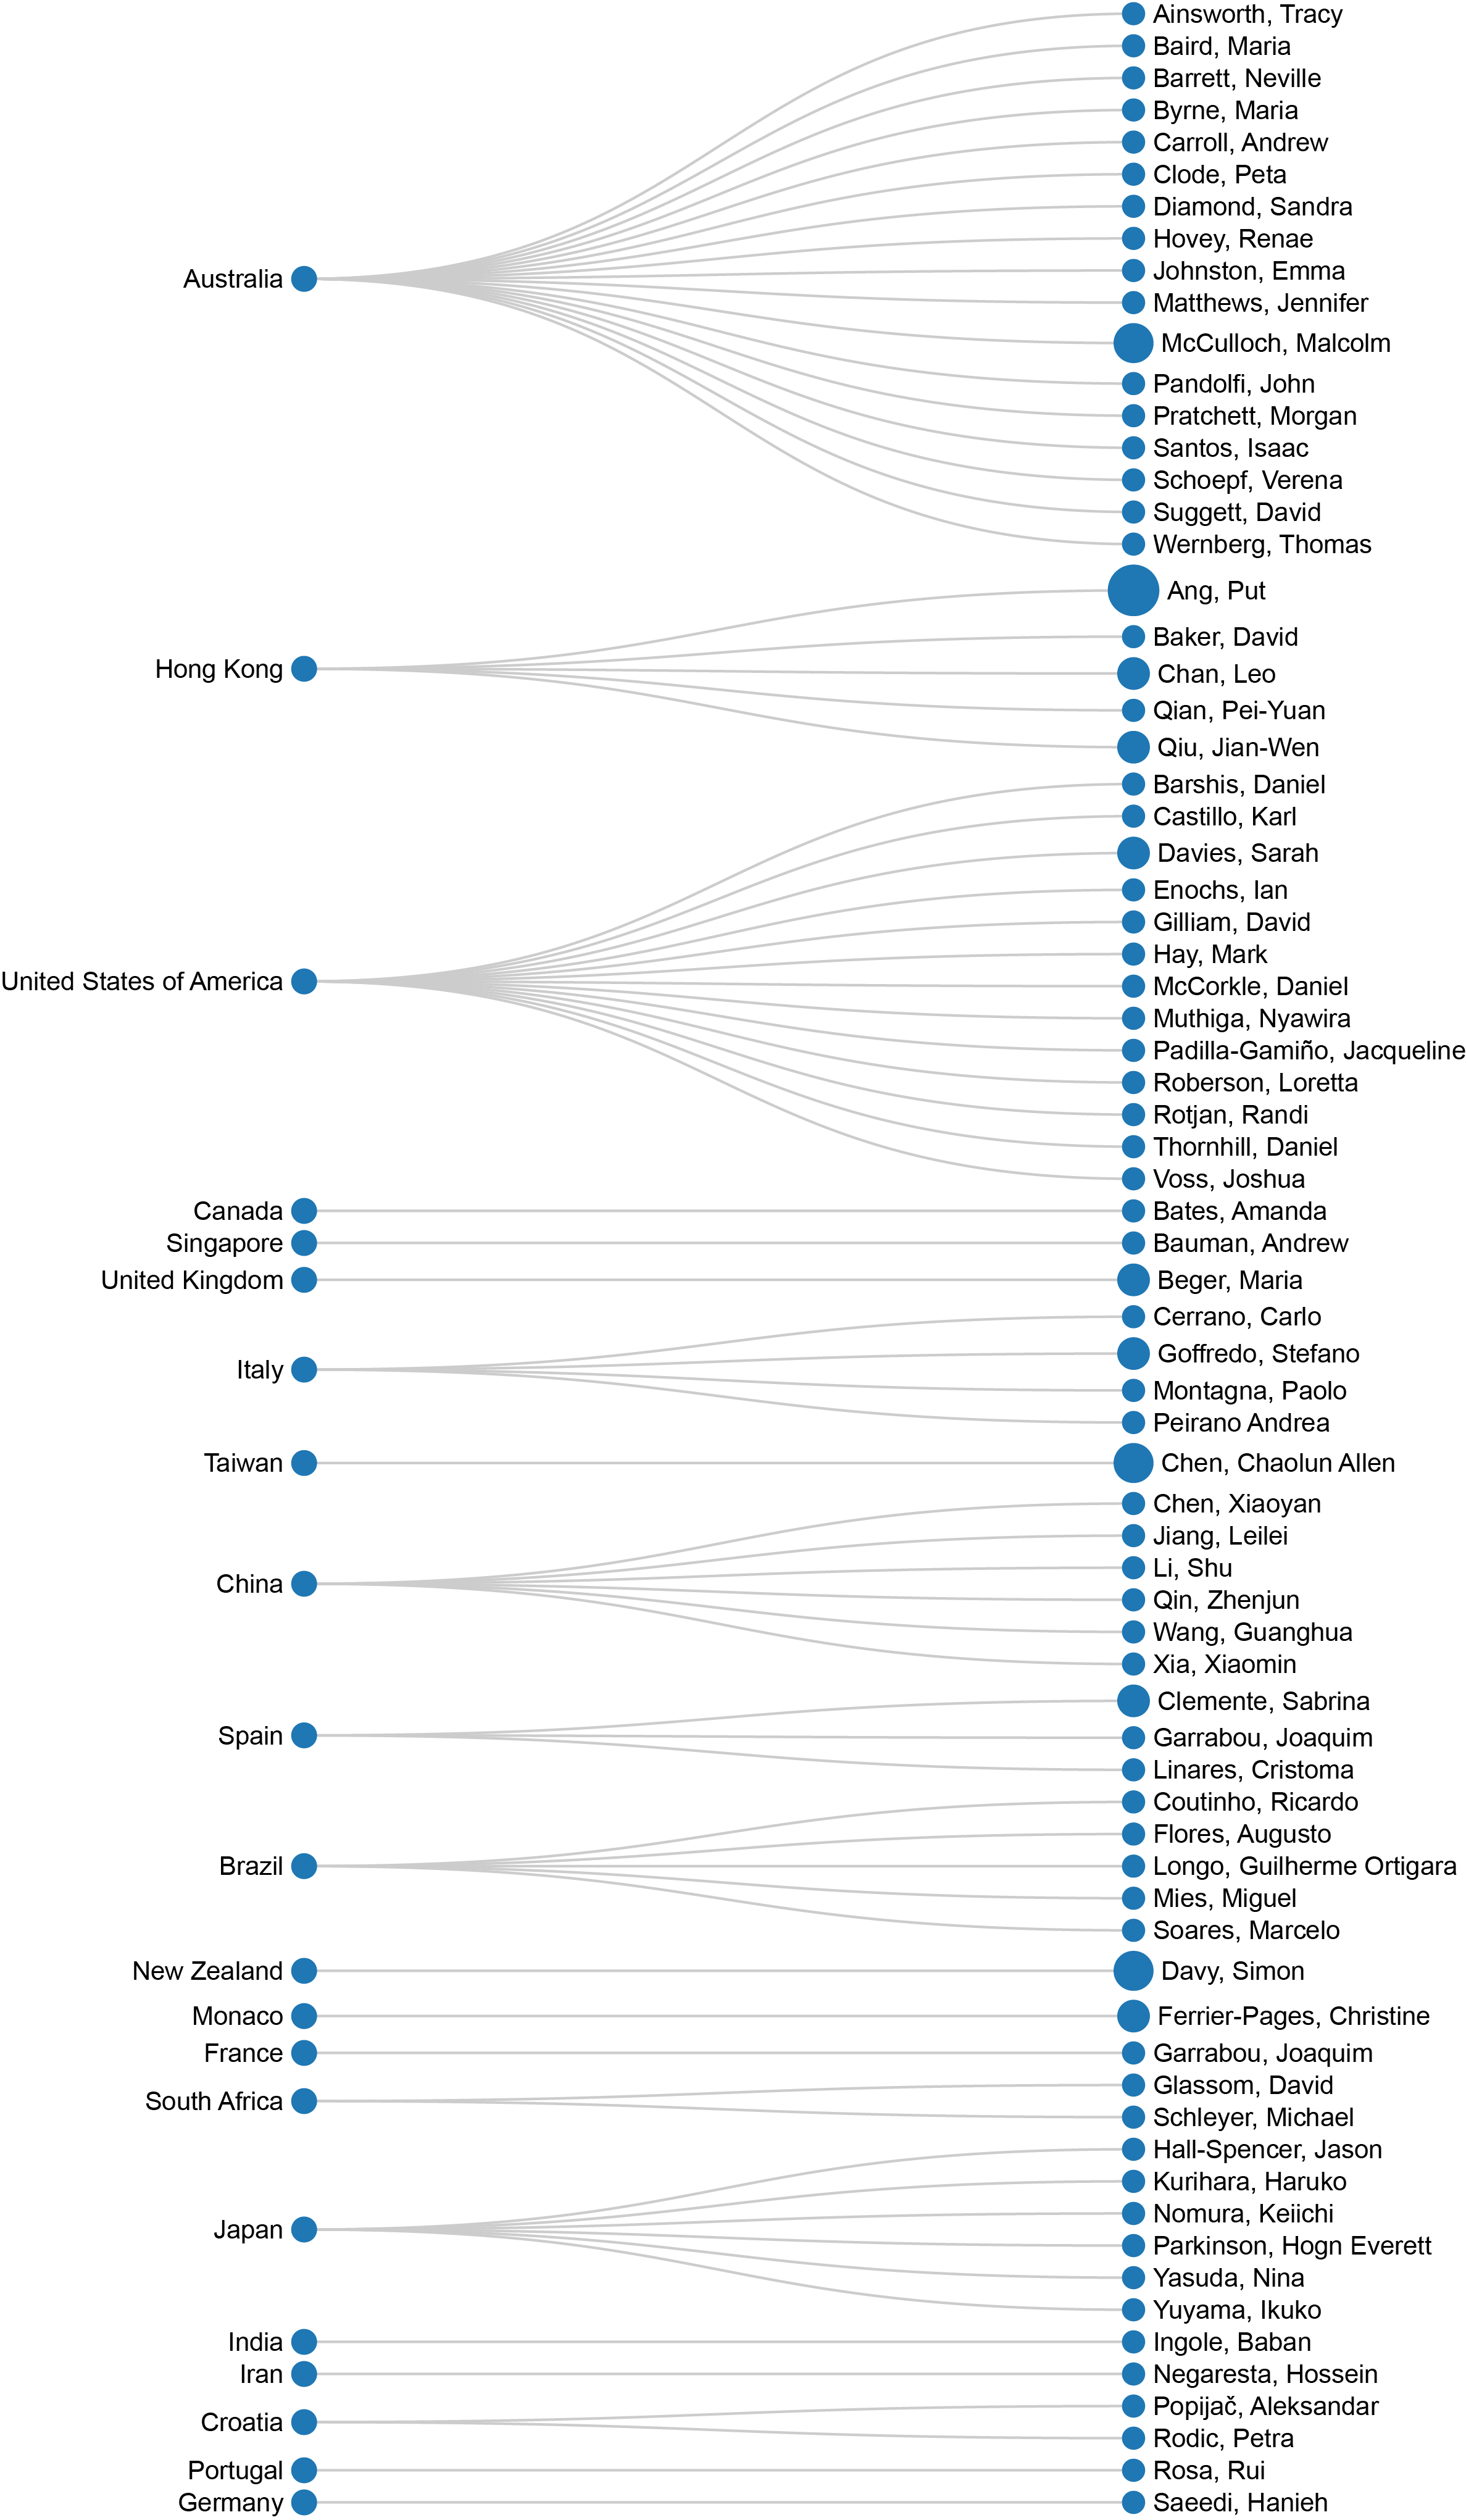 Australia
Ainsworth, Tracy
Baird, Maria
Barrett, Neville
Byrne, Maria
Carroll, Andrew
Clode, Peta
Diamond, Sandra
Hovey, Renae
Johnston, Emma
Matthews, Jennifer
McCulloch, Malcolm
Pandolfi, John
Pratchett, Morgan
Santos, Isaac
Schoepf, Verena
Suggett, David
Wernberg, Thomas
Hong Kong
Ang, Put
Baker, David
Chan, Leo
Qian, Pei-Yuan
Qiu, Jian-Wen
United States of America
Barshis, Daniel
Castillo, Karl
Davies, Sarah
Enochs, Ian
Gilliam, David
Hay, Mark
McCorkle, Daniel
Muthiga, Nyawira
Padilla-Gamiño, Jacqueline
Roberson, Loretta
Rotjan, Randi
Thornhill, Daniel
Voss, Joshua
Canada
Bates, Amanda
Singapore
Bauman, Andrew
United Kingdom
Beger, Maria
Italy
Cerrano, Carlo
Goffredo, Stefano
Montagna, Paolo
Peirano Andrea
Taiwan
Chen, Chaolun Allen
China
Chen, Xiaoyan
Jiang, Leilei
Li, Shu
Qin, Zhenjun
Wang, Guanghua
Xia, Xiaomin
Spain
Clemente, Sabrina
Garrabou, Joaquim
Linares, Cristoma
Brazil
Coutinho, Ricardo
Flores, Augusto
Longo, Guilherme Ortigara
Mies, Miguel
Soares, Marcelo
New Zealand
Davy, Simon
Monaco
Ferrier-Pages, Christine
France
Garrabou, Joaquim
South Africa
Glassom, David
Schleyer, Michael
Japan
Hall-Spencer, Jason
Kurihara, Haruko
Nomura, Keiichi
Parkinson, Hogn Everett
Yasuda, Nina
Yuyama, Ikuko
India
Ingole, Baban
Iran
Negaresta, Hossein
Croatia
Popijač, Aleksandar
Rodic, Petra
Portugal
Rosa, Rui
Germany
Saeedi, Hanieh